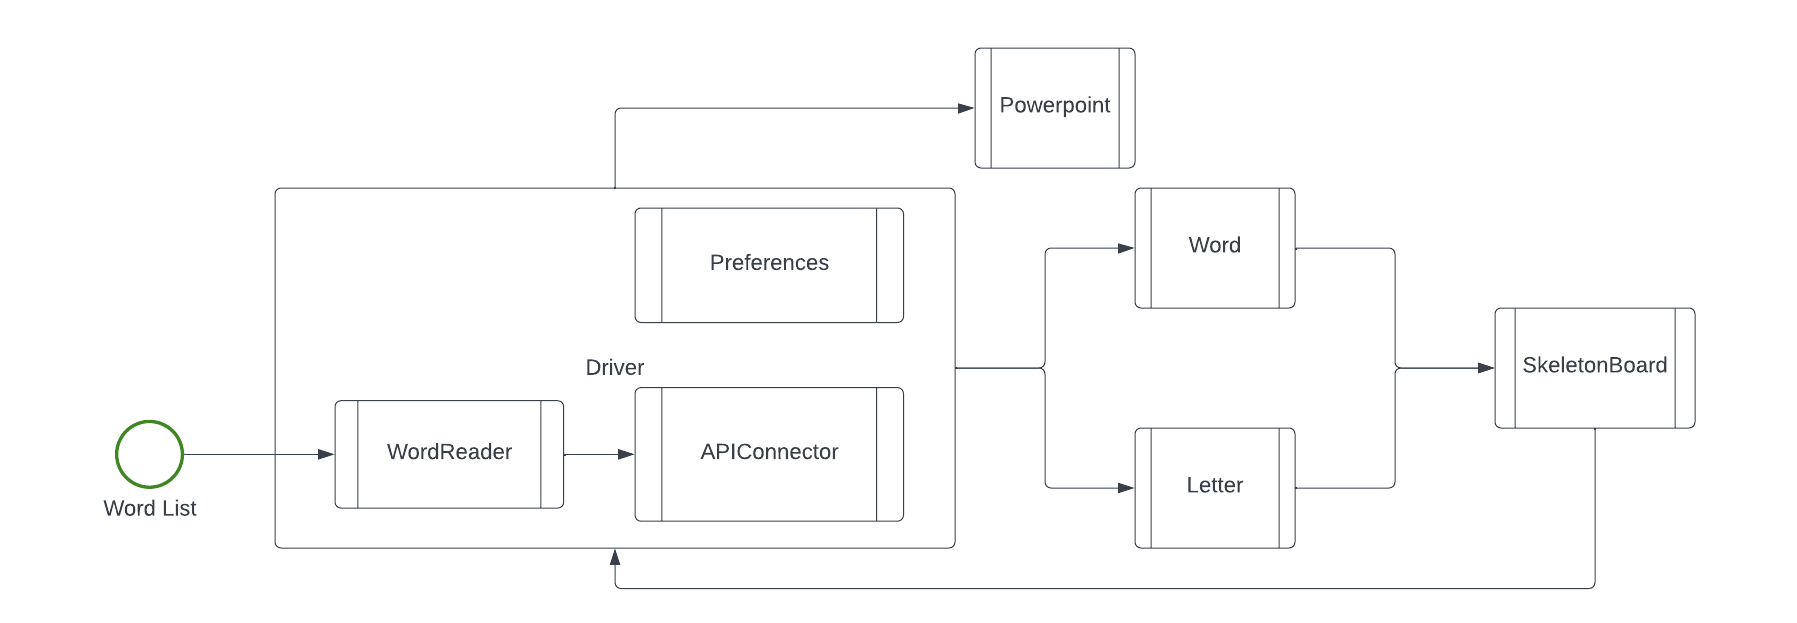 Powerpoint
Preferences
Word
Driver
SkeletonBoard
WordReader
APIConnector
Letter
Word List